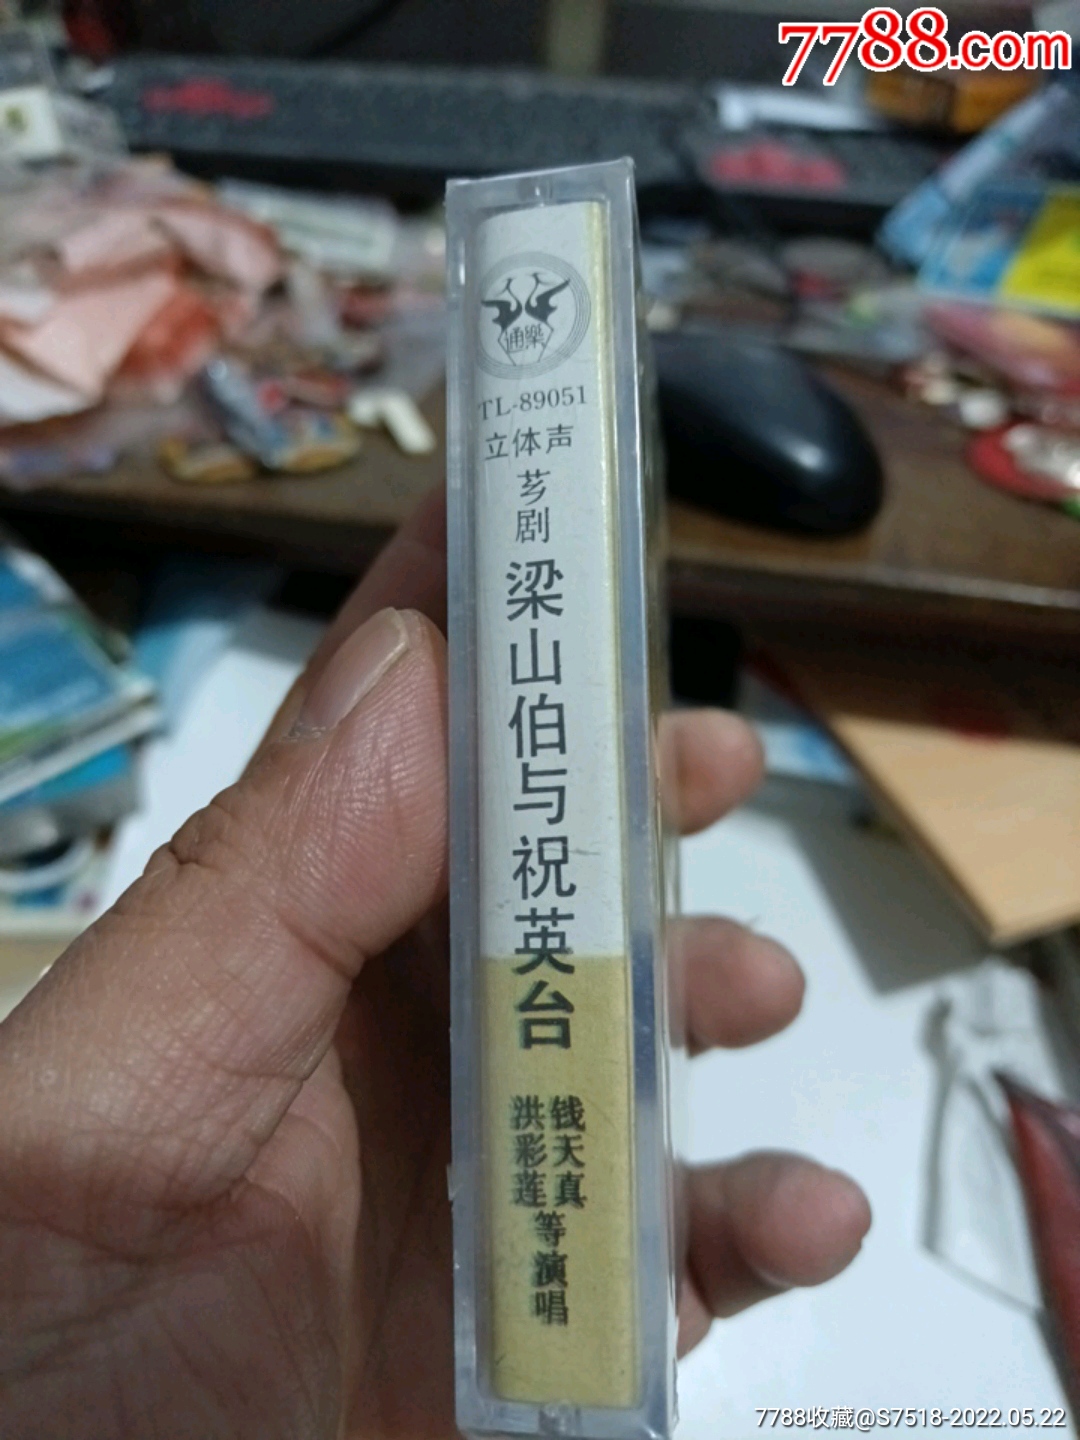 7788.com
通樂
TL-89051
立体声
芗剧
梁山伯与祝英台
钱天真
洪彩莲
等演唱
7788收藏@S7518-2022.05.22